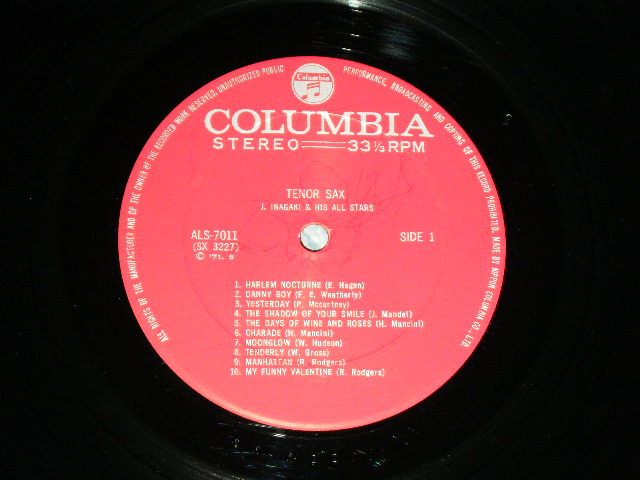 ALL RIGHTS OF THE MANUFACTURER AND OF THE OWNER OF THE RECORDED WORK RESERVED. UNAUTHORIZED PUBLIC PERFORMANCE, BROADCASTING AND COPYING OF THIS RECORD PROHIBITED. MADE BY NIPPON COLUMBIA CO., LTD.
Columbia
COLUMBIA
STEREO 33 1/3 RPM
TENOR SAX
J. INAGAKI & HIS ALL STARS
ALS-7011
SIDE 1
(SX 3227)
1. HARLEM NOCTURNE (E. Hagen)
2. DANNY BOY (F. E. Weatherly)
3. YESTERDAY (P. Mccartney)
4. THE SHADOW OF YOUR SMILE (J. Mandel)
5. THE DAYS OF WINE AND ROSES (H. Mancini)
6. CHARADE (H. Mancini)
7. MOONGLOW (W. Hudson)
8. TENDERLY (W. Gross)
9. MANHATTAN (R. Rodgers)
10. MY FUNNY VALENTINE (R. Rodgers)